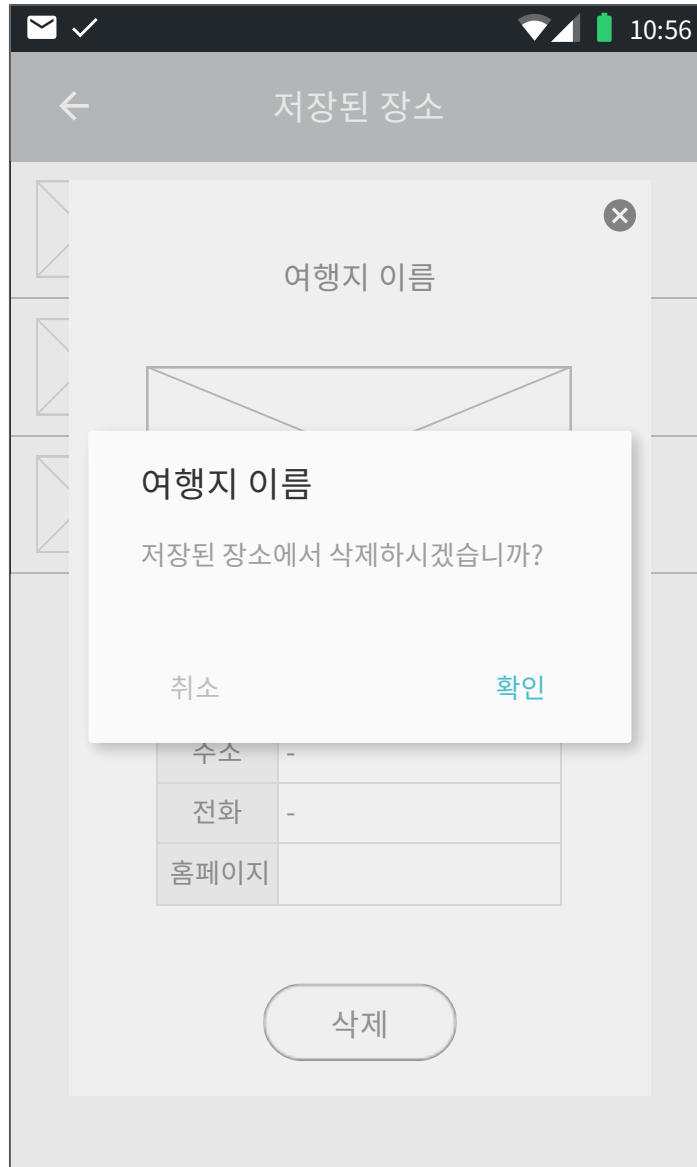 10:56
저장된 장소
여행지 이름
여행지 이름
저장된 장소에서 삭제하시겠습니까?
취소 확인
주소 -
전화 -
홈페이지
삭제